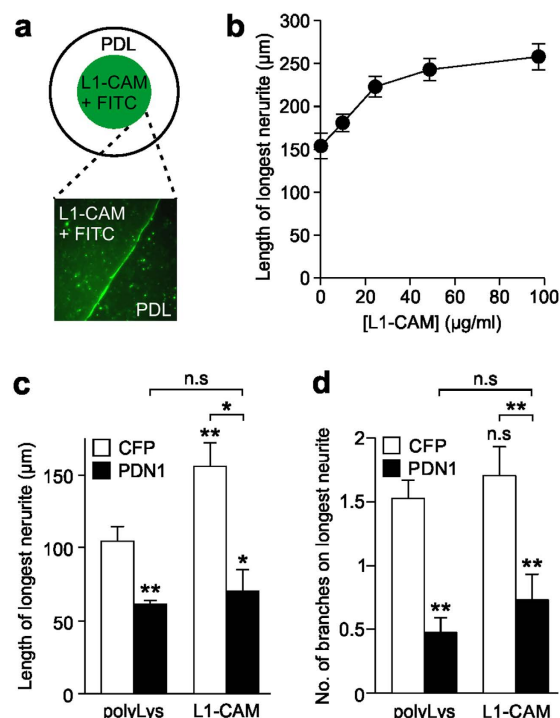 a
PDL
L1-CAM
+ FITC
L1-CAM
+ FITC
PDL
b
Length of longest nerurite (µm)
300
250
200
150
100
50
0
0 20 40 60 80 100
[L1-CAM] (µg/ml)
c
n.s
*
**
CFP
PDN1
Length of longest nerurite (µm)
150
100
50
0
**
*
polyLys L1-CAM
d
n.s
**
n.s
CFP
PDN1
No. of branches on longest neurite
2
1.5
1
0.5
0
**
**
polyLys L1-CAM